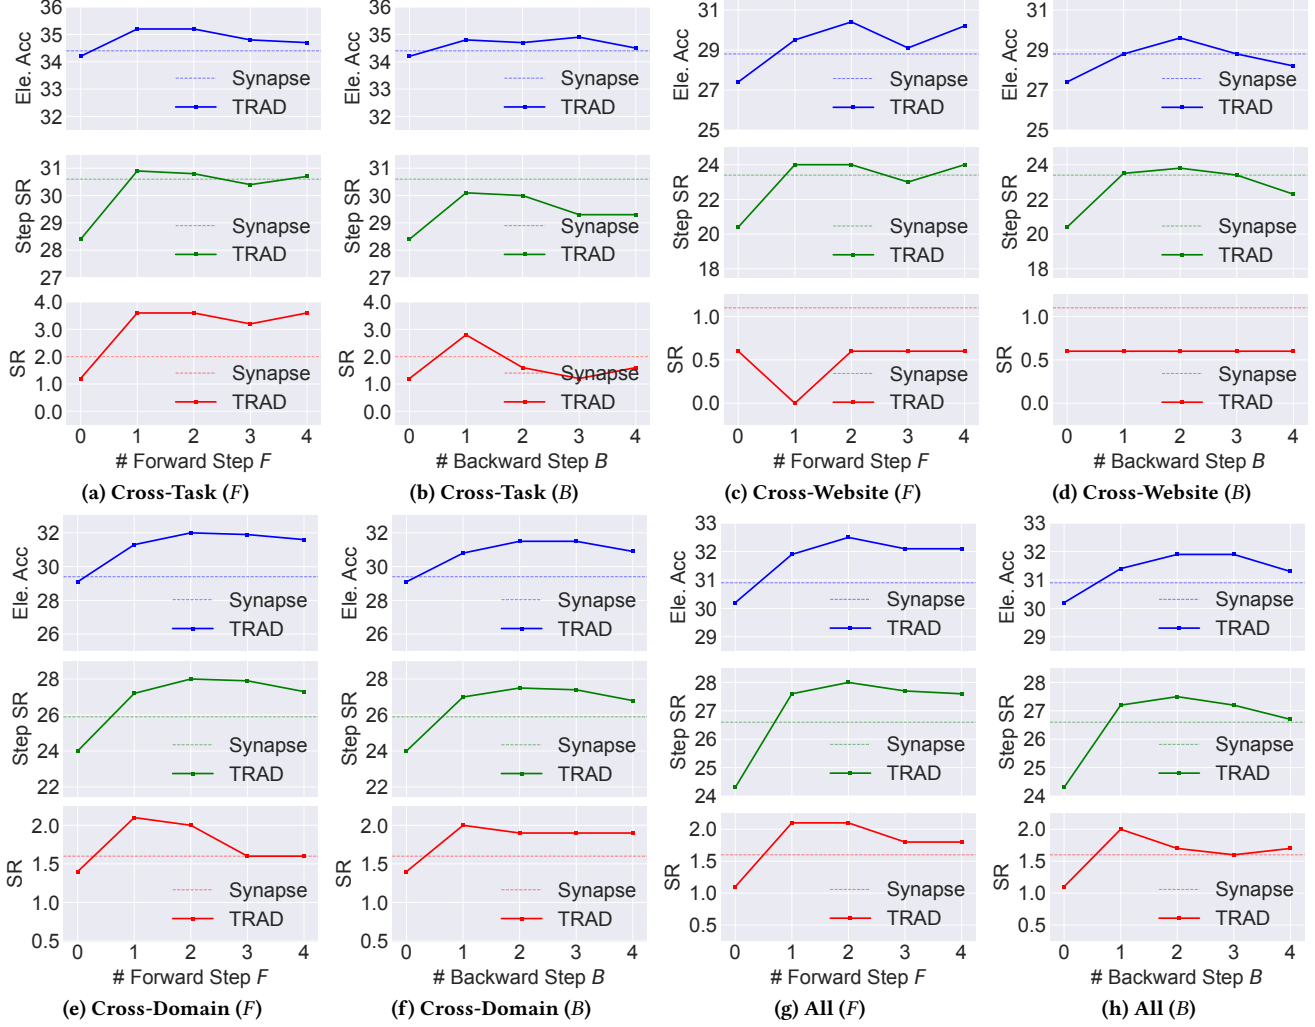 Ele. Acc
36
35
34
33
32
Synapse
TRAD
Step SR
31
30
29
28
27
Synapse
TRAD
SR
4.0
3.0
2.0
1.0
0.0
Synapse
TRAD
0 1 2 3 4
# Forward Step F
(a) Cross-Task (F)
Ele. Acc
36
35
34
33
32
Synapse
TRAD
Step SR
31
30
29
28
27
Synapse
TRAD
SR
4.0
3.0
2.0
1.0
0.0
Synapse
TRAD
0 1 2 3 4
# Backward Step B
(b) Cross-Task (B)
Ele. Acc
31
29
27
25
Synapse
TRAD
Step SR
24
22
20
18
Synapse
TRAD
SR
1.0
0.5
0.0
Synapse
TRAD
0 1 2 3 4
# Forward Step F
(c) Cross-Website (F)
Ele. Acc
31
29
27
25
Synapse
TRAD
Step SR
24
22
20
18
Synapse
TRAD
SR
1.0
0.5
0.0
Synapse
TRAD
0 1 2 3 4
# Backward Step B
(d) Cross-Website (B)
Ele. Acc
32
30
28
26
Synapse
TRAD
Step SR
28
26
24
22
Synapse
TRAD
SR
2.0
1.5
1.0
0.5
Synapse
TRAD
0 1 2 3 4
# Forward Step F
(e) Cross-Domain (F)
Ele. Acc
32
30
28
26
Synapse
TRAD
Step SR
28
26
24
22
Synapse
TRAD
SR
2.0
1.5
1.0
0.5
Synapse
TRAD
0 1 2 3 4
# Backward Step B
(f) Cross-Domain (B)
Ele. Acc
33
32
31
30
29
Synapse
TRAD
Step SR
28
27
26
25
24
Synapse
TRAD
SR
2.0
1.5
1.0
0.5
Synapse
TRAD
0 1 2 3 4
# Forward Step F
(g) All (F)
Ele. Acc
33
32
31
30
29
Synapse
TRAD
Step SR
28
27
26
25
24
Synapse
TRAD
SR
2.0
1.5
1.0
0.5
Synapse
TRAD
0 1 2 3 4
# Backward Step B
(h) All (B)